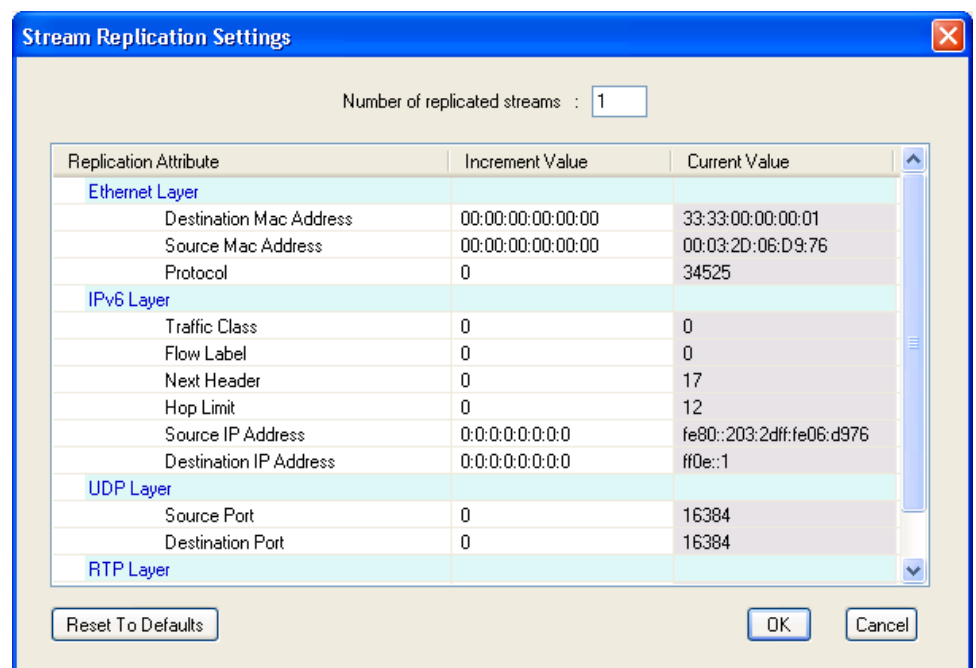 Stream Replication Settings
Number of replicated streams : 1
Replication Attribute Increment Value Current Value
Ethernet Layer
Destination Mac Address 00:00:00:00:00:00 33:33:00:00:00:01
Source Mac Address 00:00:00:00:00:00 00:03:2D:06:D9:76
Protocol 0 34525
IPv6 Layer
Traffic Class 0 0
Flow Label 0 0
Next Header 0 17
Hop Limit 0 12
Source IP Address 0:0:0:0:0:0:0:0 fe80::203:2dff:fe06:d976
Destination IP Address 0:0:0:0:0:0:0:0 ff0e::1
UDP Layer
Source Port 0 16384
Destination Port 0 16384
RTP Layer
Reset To Defaults OK Cancel